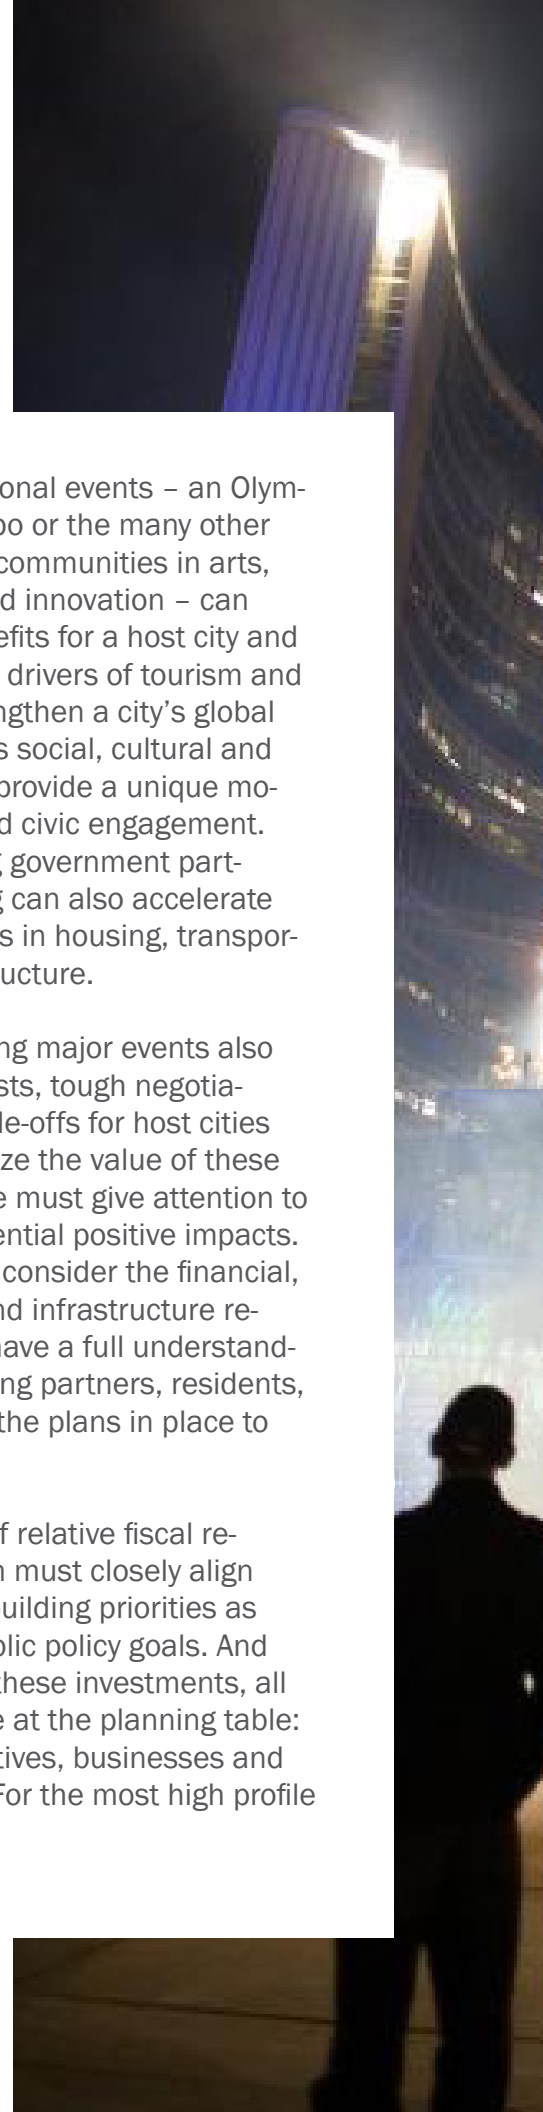 onal events – an Olym-
po or the many other
communities in arts,
d innovation – can
efits for a host city and
drivers of tourism and
ngthen a city’s global
s social, cultural and
provide a unique mo-
d civic engagement.
g government part-
g can also accelerate
s in housing, transpor-
ucture.
ng major events also
sts, tough negotia-
de-offs for host cities
ze the value of these
e must give attention to
ential positive impacts.
consider the financial,
nd infrastructure re-
have a full understand-
ng partners, residents,
the plans in place to
f relative fiscal re-
n must closely align
uilding priorities as
blic policy goals. And
these investments, all
e at the planning table:
tives, businesses and
For the most high profile